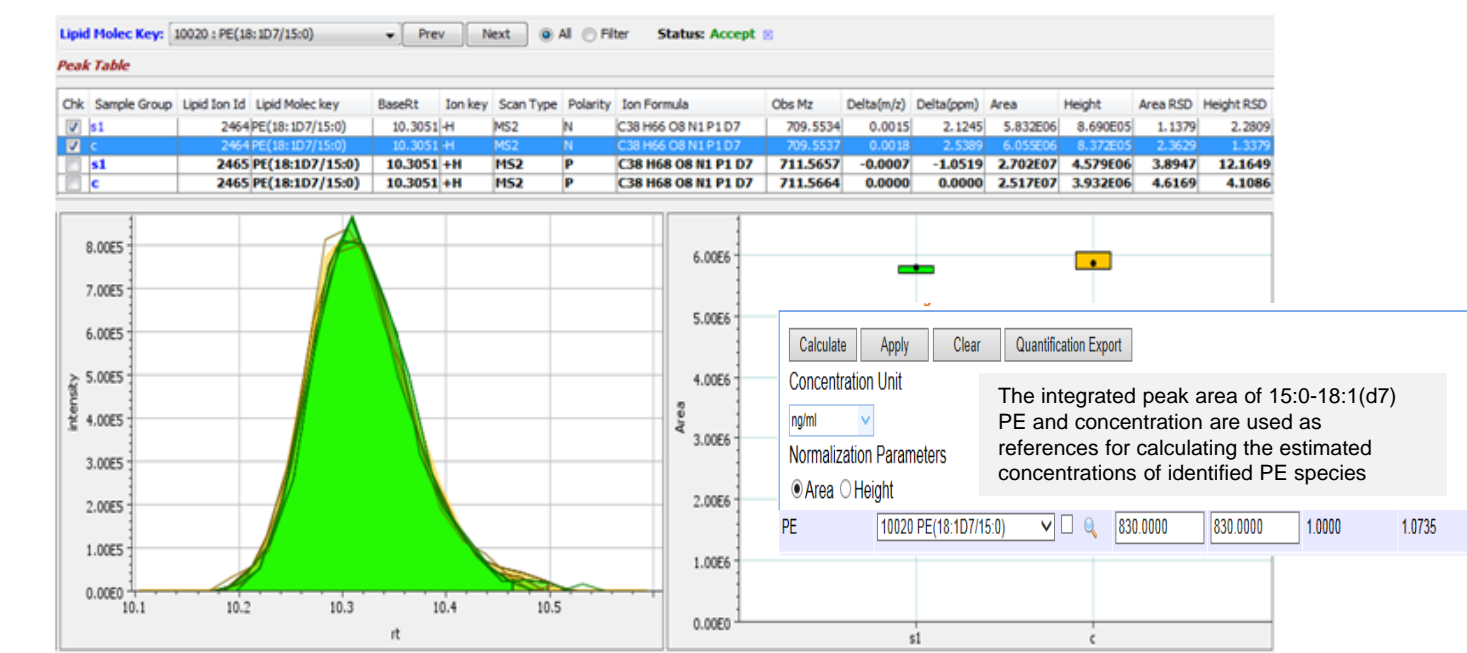 Lipid Molec Key: 10020 : PE(18:1D7/15:0) Prev Next All Filter Status: Accept
Peak Table
Chk Sample Group Lipid Ion Id Lipid Molec key BaseRt Ion key Scan Type Polarity Ion Formula Obs Mz Delta(m/z) Delta(ppm) Area Height Area RSD Height RSD
s1 2464 PE(18:1D7/15:0) 10.3051 -H MS2 N C38 H66 O8 N1 P1 D7 709.5534 0.0015 2.1245 5.832E06 8.690E05 1.1379 2.2809
c 2464 PE(18:1D7/15:0) 10.3051 -H MS2 N C38 H66 O8 N1 P1 D7 709.5537 0.0018 2.5389 6.055E06 8.372E05 2.3629 1.3379
s1 2465 PE(18:1D7/15:0) 10.3051 +H MS2 P C38 H68 O8 N1 P1 D7 711.5657 -0.0007 -1.0519 2.702E07 4.579E06 3.8947 12.1649
c 2465 PE(18:1D7/15:0) 10.3051 +H MS2 P C38 H68 O8 N1 P1 D7 711.5664 0.0000 0.0000 2.517E07 3.932E06 4.6169 4.1086
8.00E5
7.00E5
6.00E5
5.00E5
4.00E5
3.00E5
2.00E5
1.00E5
0.00E0
intensity
10.1 10.2 10.3 10.4 10.5
rt
6.00E6
5.00E6
4.00E6
3.00E6
2.00E6
1.00E6
0.00E0
Area
s1 c
Calculate Apply Clear Quantification Export
Concentration Unit
ng/ml
Normalization Parameters
Area Height
The integrated peak area of 15:0-18:1(d7)
PE and concentration are used as
references for calculating the estimated
concentrations of identified PE species
PE 10020 PE(18:1D7/15:0) 830.0000 830.0000 1.0000 1.0735